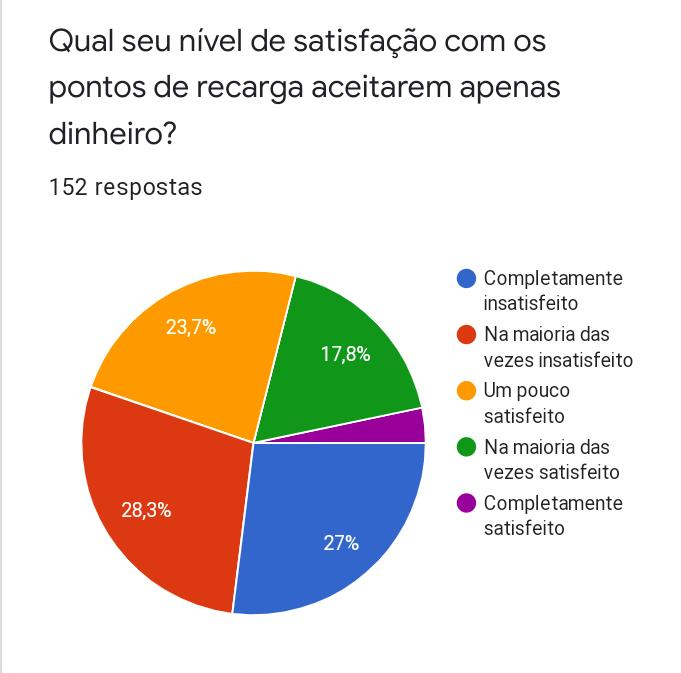 Qual seu nível de satisfação com os
pontos de recarga aceitarem apenas
dinheiro?
152 respostas
23,7%
17,8%
28,3%
27%
Completamente
insatisfeito
Na maioria das
vezes insatisfeito
Um pouco
satisfeito
Na maioria das
vezes satisfeito
Completamente
satisfeito